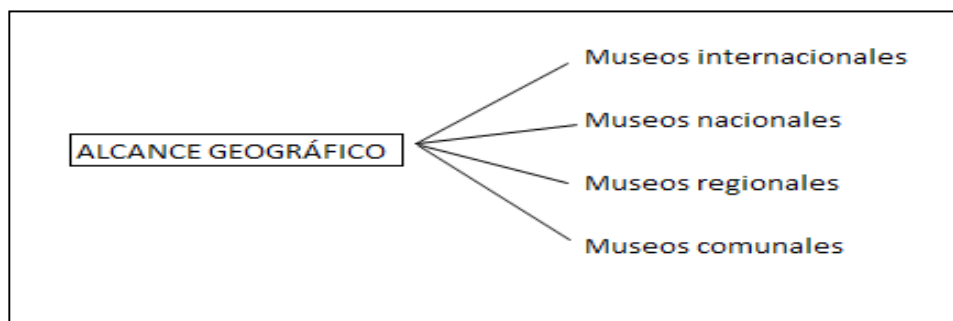 Museos internacionales
Museos nacionales
ALCANCE GEOGRÁFICO
Museos regionales
Museos comunales